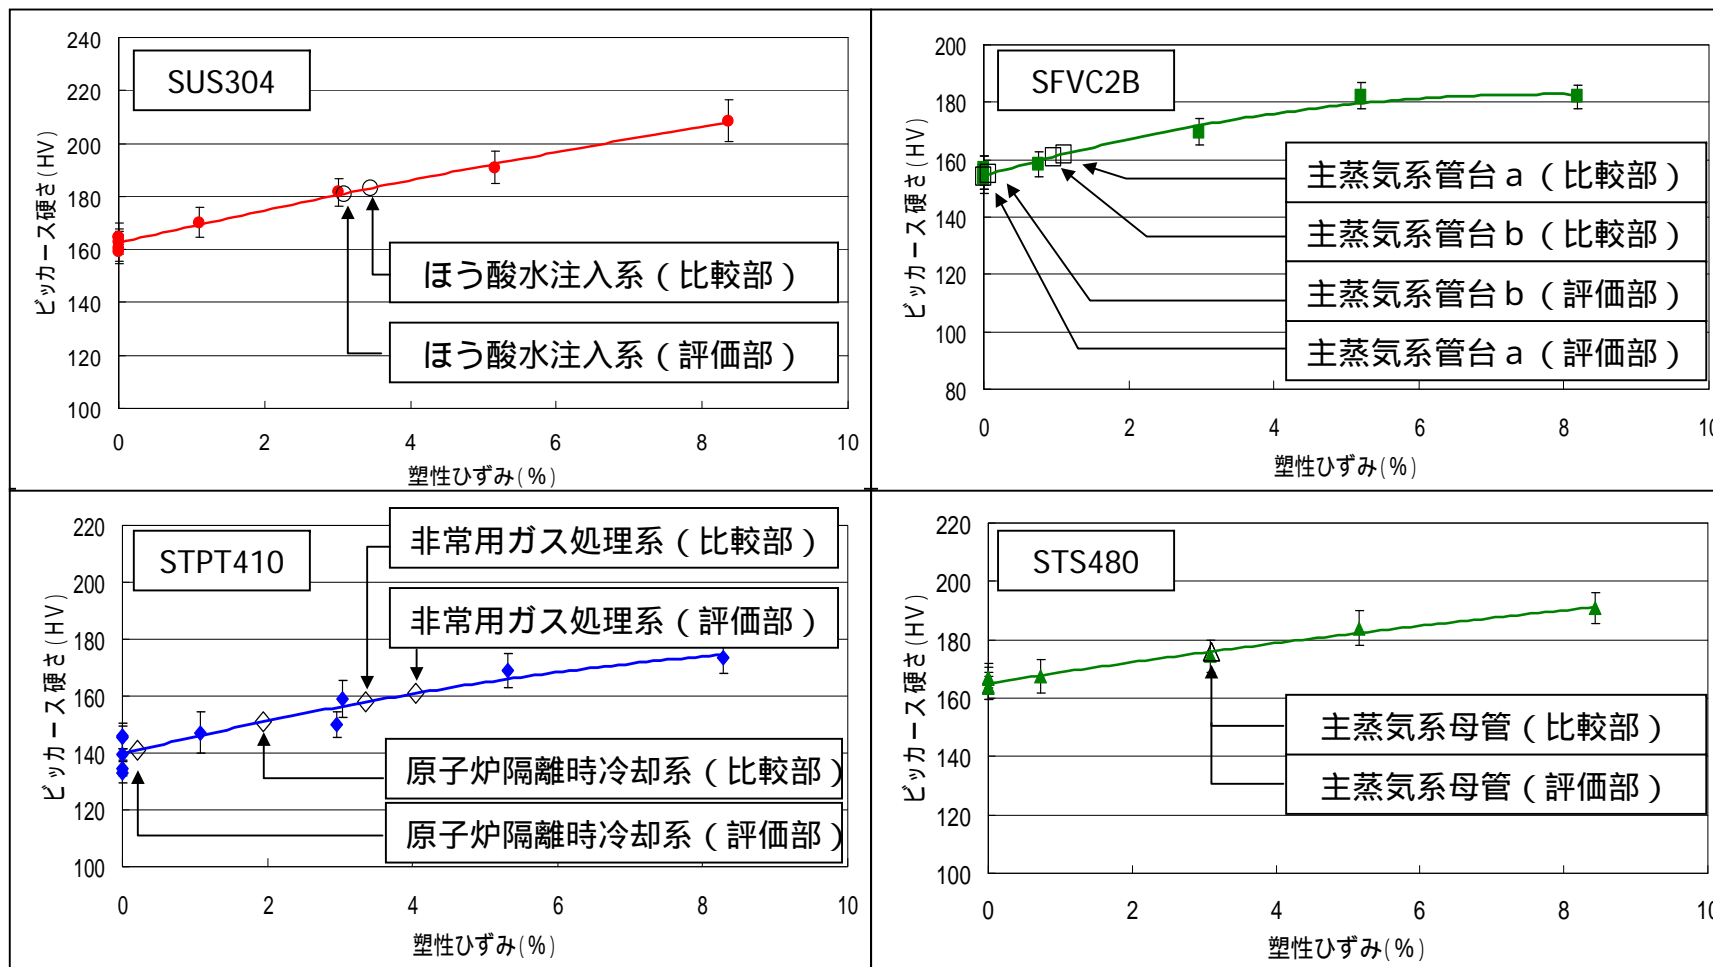 SUS304
ビッカース硬さ(HV)
240
220
200
180
160
140
120
100
ほう酸水注入系（比較部）
ほう酸水注入系（評価部）
0 2 4 6 8 10
塑性ひずみ(%)
SFVC2B
ビッカース硬さ(HV)
200
180
160
140
120
100
80
主蒸気系管台ａ（比較部）
主蒸気系管台ｂ（比較部）
主蒸気系管台ｂ（評価部）
主蒸気系管台ａ（評価部）
0 2 4 6 8 10
塑性ひずみ(%)
STPT410
ビッカース硬さ(HV)
220
200
180
160
140
120
100
非常用ガス処理系（比較部）
非常用ガス処理系（評価部）
原子炉隔離時冷却系（比較部）
原子炉隔離時冷却系（評価部）
0 2 4 6 8 10
塑性ひずみ(%)
STS480
ビッカース硬さ(HV)
220
200
180
160
140
120
100
主蒸気系母管（比較部）
主蒸気系母管（評価部）
0 2 4 6 8 10
塑性ひずみ(%)